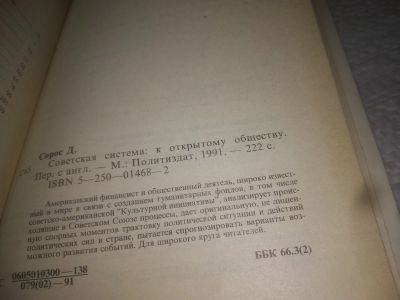 Сорос Д.
С65
Советская система: к открытому обществу.
Пер. с англ. — М.: Политиздат, 1991. — 222 с.
ISBN 5—250—01468—2
Американский финансист и общественный деятель, широко извест-
ный в мире в связи с созданием гуманитарных фондов, в том числе
советско-американской "Культурной инициативы", анализирует проис-
ходящие в Советском Союзе процессы, дает оригинальную, не лишен-
ную спорных моментов трактовку политической ситуации и действий
политических сил в стране, пытается спрогнозировать варианты воз-
можного развития событий. Для широкого круга читателей.
0605010300—138
079(02)—91
ББК 66.3(2)